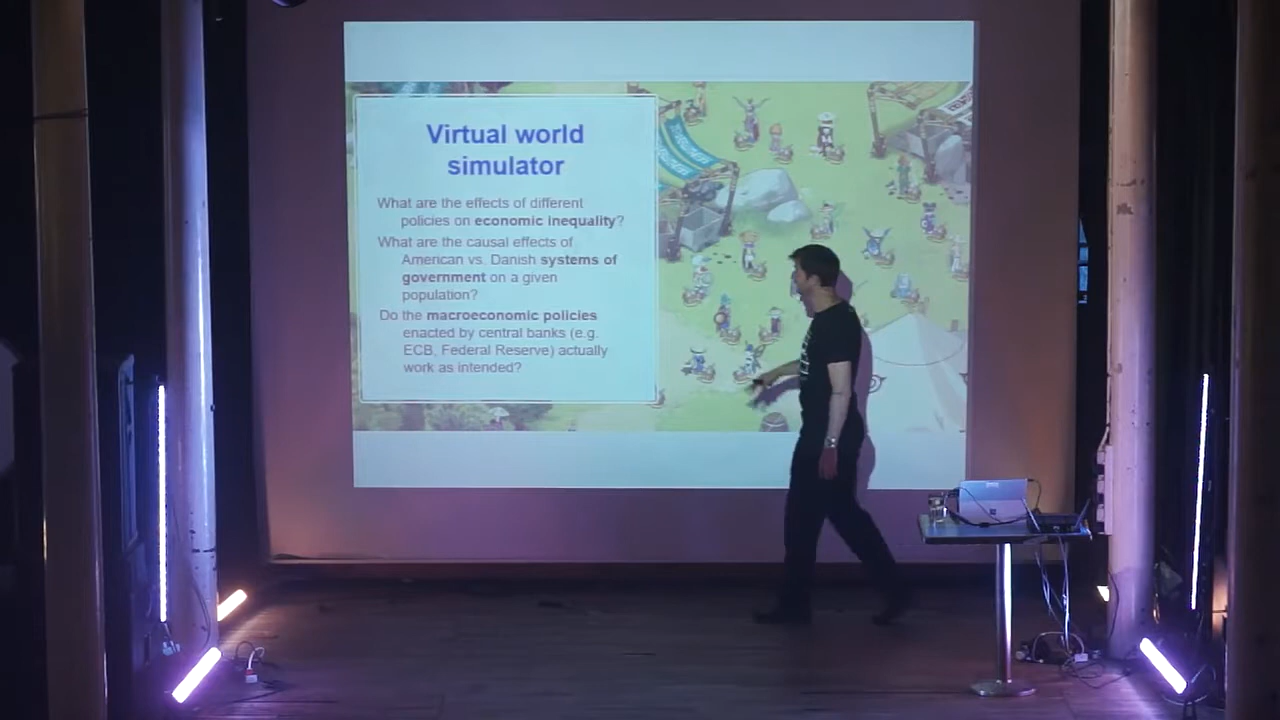 Virtual world
simulator
What are the effects of different
policies on economic inequality?
What are the causal effects of
American vs. Danish systems of
government on a given
population?
Do the macroeconomic policies
enacted by central banks (e.g.
ECB, Federal Reserve) actually
work as intended?